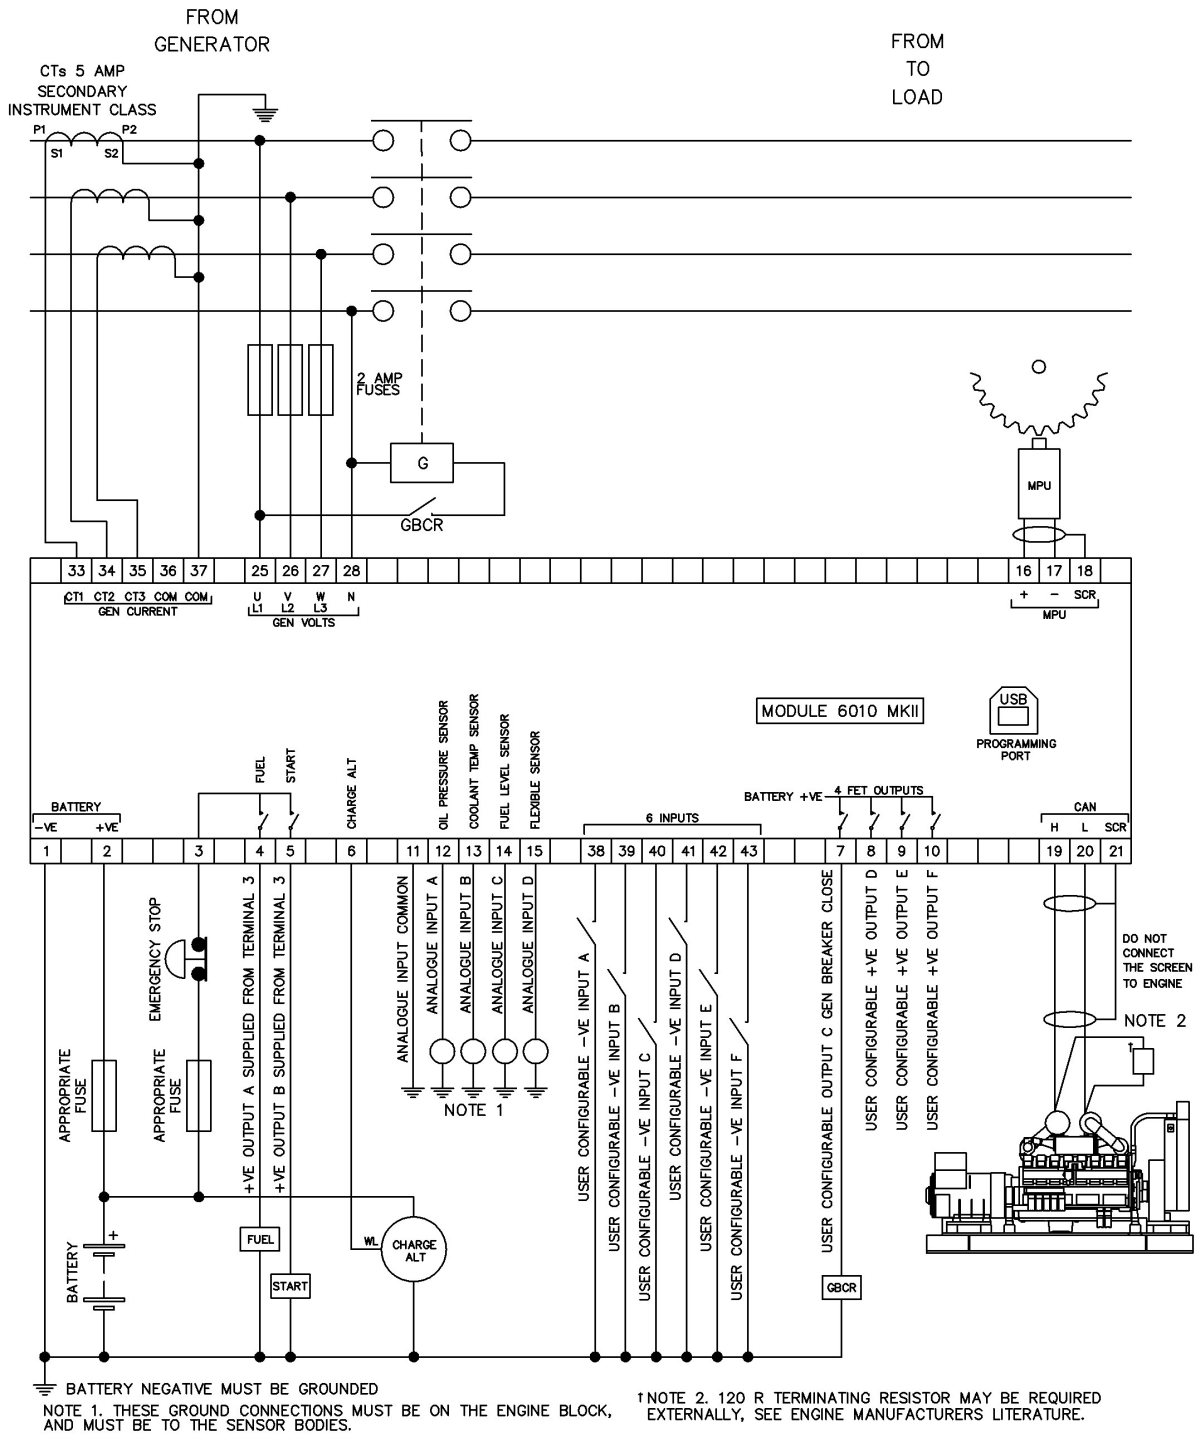 FROM
GENERATOR
FROM
TO
LOAD
CTs 5 AMP
SECONDARY
INSTRUMENT CLASS
P1 P2
S1 S2
2 AMP
FUSES
G
GBCR
MPU
33 34 35 36 37 25 26 27 28 16 17 18
CT1 CT2 CT3 COM COM
GEN CURRENT
U V W N
L1 L2 L3
GEN VOLTS
+ - SCR
MPU
MODULE 6010 MKII
USB
PROGRAMMING
PORT
BATTERY
-VE +VE
FUEL
START
CHARGE ALT
OIL PRESSURE SENSOR
COOLANT TEMP SENSOR
FUEL LEVEL SENSOR
FLEXIBLE SENSOR
6 INPUTS
BATTERY +VE
4 FET OUTPUTS
CAN
H L SCR
1 2 3 4 5 6 11 12 13 14 15 38 39 40 41 42 43 7 8 9 10 19 20 21
EMERGENCY STOP
APPROPRIATE
FUSE
APPROPRIATE
FUSE
+VE OUTPUT A SUPPLIED FROM TERMINAL 3
+VE OUTPUT B SUPPLIED FROM TERMINAL 3
ANALOGUE INPUT COMMON
ANALOGUE INPUT A
ANALOGUE INPUT B
ANALOGUE INPUT C
ANALOGUE INPUT D
NOTE 1
USER CONFIGURABLE -VE INPUT A
USER CONFIGURABLE -VE INPUT B
USER CONFIGURABLE -VE INPUT C
USER CONFIGURABLE -VE INPUT D
USER CONFIGURABLE -VE INPUT E
USER CONFIGURABLE -VE INPUT F
USER CONFIGURABLE OUTPUT C GEN BREAKER CLOSE
USER CONFIGURABLE +VE OUTPUT D
USER CONFIGURABLE +VE OUTPUT E
USER CONFIGURABLE +VE OUTPUT F
DO NOT
CONNECT
THE SCREEN
TO ENGINE
NOTE 2
†
BATTERY
+
FUEL
START
WL
CHARGE
ALT
GBCR
BATTERY NEGATIVE MUST BE GROUNDED
NOTE 1. THESE GROUND CONNECTIONS MUST BE ON THE ENGINE BLOCK,
AND MUST BE TO THE SENSOR BODIES.
† NOTE 2. 120 R TERMINATING RESISTOR MAY BE REQUIRED
EXTERNALLY, SEE ENGINE MANUFACTURERS LITERATURE.